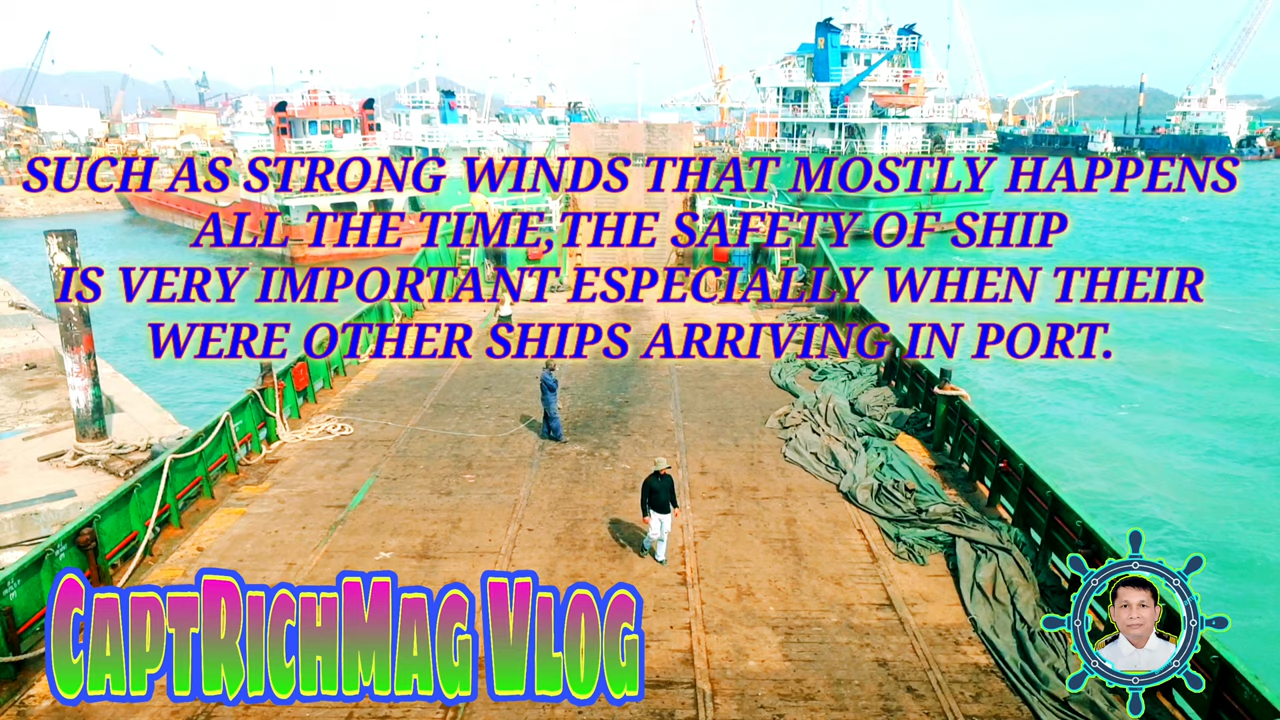 SUCH AS STRONG WINDS THAT MOSTLY HAPPENS
ALL THE TIME,THE SAFETY OF SHIP
IS VERY IMPORTANT ESPECIALLY WHEN THEIR
WERE OTHER SHIPS ARRIVING IN PORT.
CaptRichMag Vlog